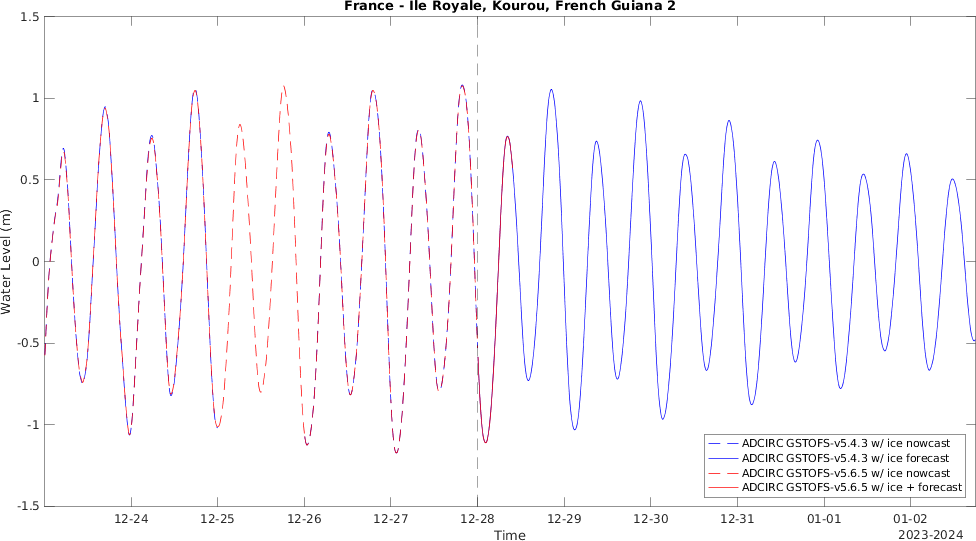 France - Ile Royale, Kourou, French Guiana 2
Water Level (m)
1.5
1
0.5
0
-0.5
-1
-1.5
12-24
12-25
12-26
12-27
12-28
12-29
12-30
12-31
01-01
01-02
Time
2023-2024
ADCIRC GSTOFS-v5.4.3 w/ ice nowcast
ADCIRC GSTOFS-v5.4.3 w/ ice forecast
ADCIRC GSTOFS-v5.6.5 w/ ice nowcast
ADCIRC GSTOFS-v5.6.5 w/ ice + forecast